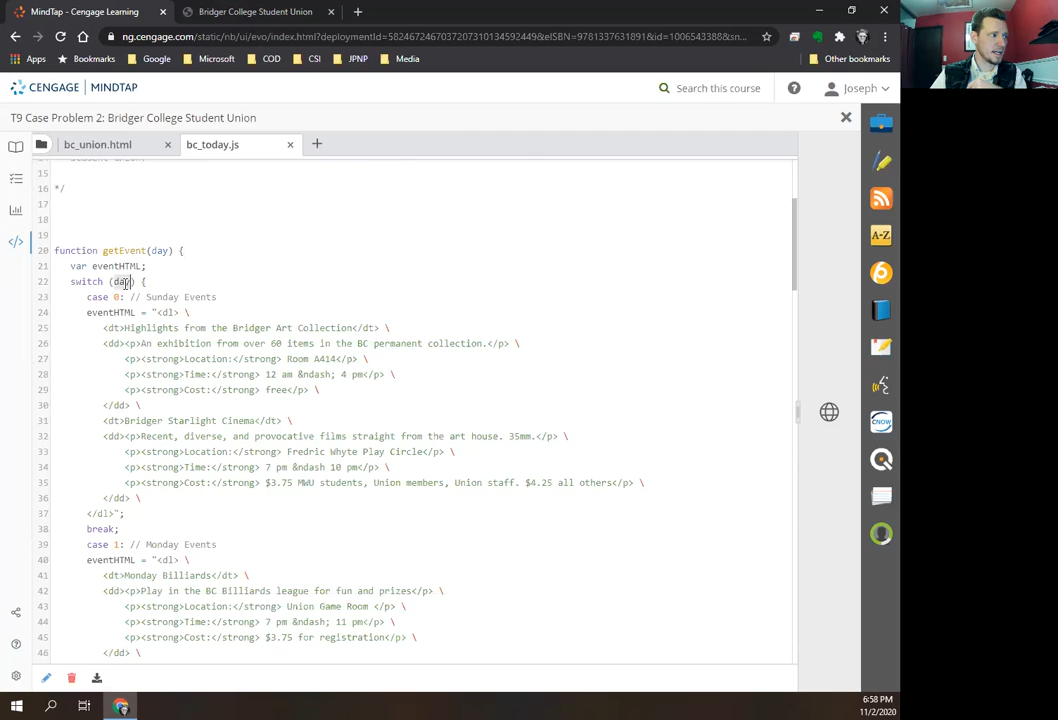 MindTap - Cengage Learning
Bridger College Student Union
ng.cengage.com/static/nb/ui/evo/index.html?deploymentId=5824672467037207310134592449&eISBN=9781337631891&id=1006543388&sn...
Apps
Bookmarks
Google
Microsoft
COD
CSI
JPNP
Media
Other bookmarks
CENGAGE | MINDTAP
Search this course
Joseph
T9 Case Problem 2: Bridger College Student Union
bc_union.html
bc_today.js
15
16 */
17
18
19
20 function getEvent(day) {
21 var eventHTML;
22 switch (day) {
23 case 0: // Sunday Events
24 eventHTML = "<dl> \
25 <dt>Highlights from the Bridger Art Collection</dt> \
26 <dd><p>An exhibition from over 60 items in the BC permanent collection.</p> \
27 <p><strong>Location:</strong> Room A414</p> \
28 <p><strong>Time:</strong> 12 am &ndash; 4 pm</p> \
29 <p><strong>Cost:</strong> free</p> \
30 </dd> \
31 <dt>Bridger Starlight Cinema</dt> \
32 <dd><p>Recent, diverse, and provocative films straight from the art house. 35mm.</p> \
33 <p><strong>Location:</strong> Fredric Whyte Play Circle</p> \
34 <p><strong>Time:</strong> 7 pm &ndash 10 pm</p> \
35 <p><strong>Cost:</strong> $3.75 MWU students, Union members, Union staff. $4.25 all others</p> \
36 </dd> \
37 </dl>";
38 break;
39 case 1: // Monday Events
40 eventHTML = "<dl> \
41 <dt>Monday Billiards</dt> \
42 <dd><p>Play in the BC Billiards league for fun and prizes</p> \
43 <p><strong>Location:</strong> Union Game Room </p> \
44 <p><strong>Time:</strong> 7 pm &ndash; 11 pm</p> \
45 <p><strong>Cost:</strong> $3.75 for registration</p> \
46 </dd> \
A-Z
CNOW
6:58 PM
11/2/2020